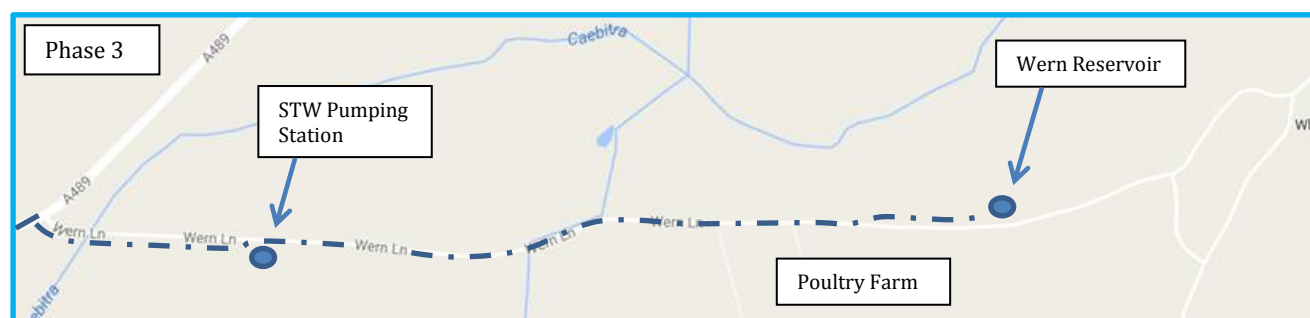 Phase 3
A489
Caebitra
Wern Reservoir
STW Pumping
Station
A489
Wern Ln
Wern Ln
Wern Ln
Wern Ln
Wern Ln
Poultry Farm